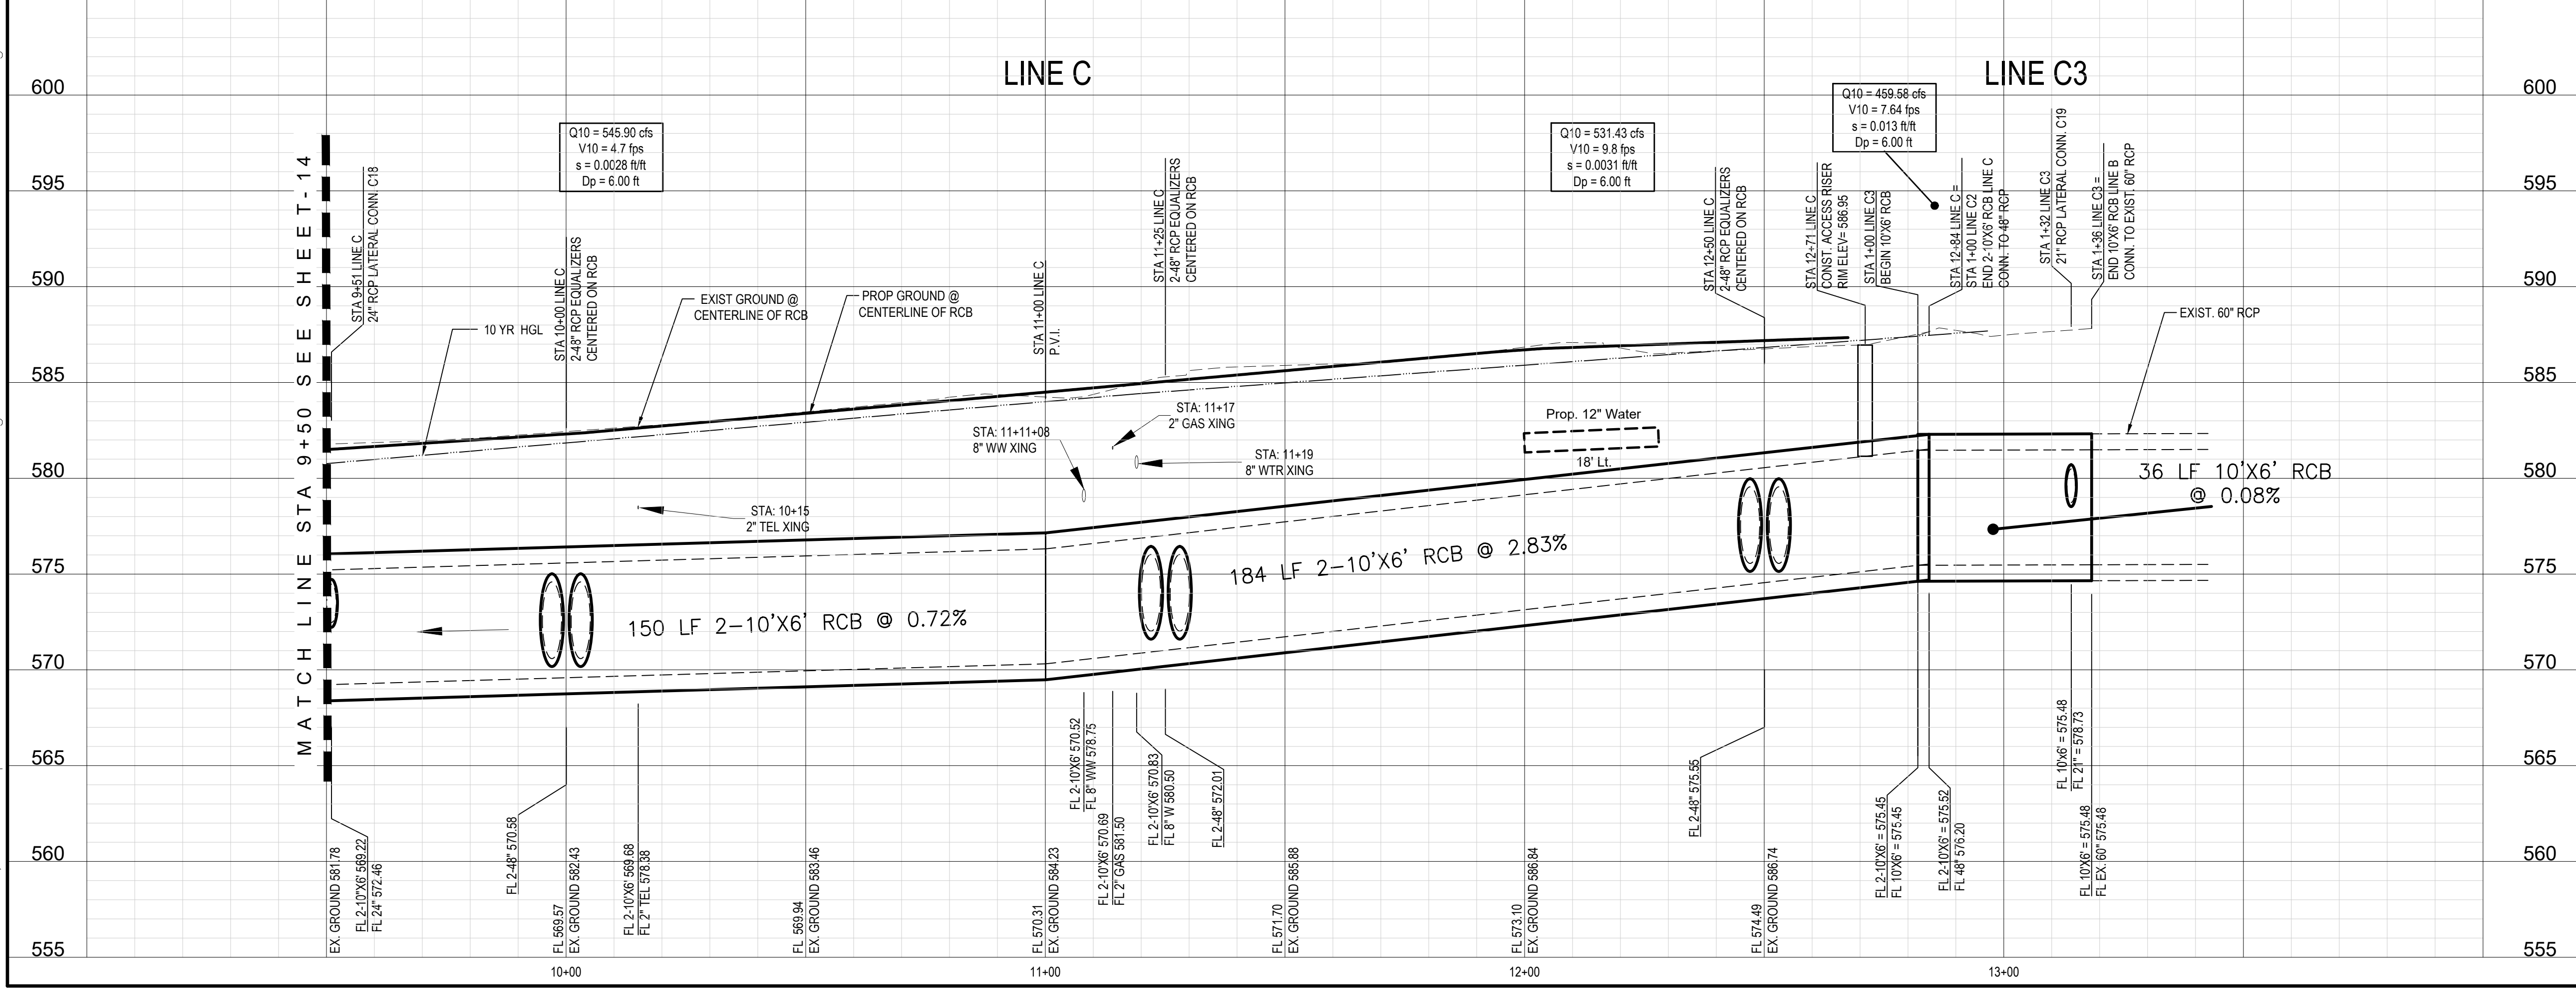 LINE C
LINE C3
600
595
590
585
580
575
570
565
560
555
600
595
590
585
580
575
570
565
560
555
MATCH LINE STA 9+50 SEE SHEET-14
STA 9+51 LINE C
24" RCP LATERAL CONN. C18
Q10 = 545.90 cfs
V10 = 4.7 fps
s = 0.0028 ft/ft
Dp = 6.00 ft
STA 10+00 LINE C
2-48" RCP EQUALIZERS
CENTERED ON RCB
10 YR HGL
EXIST GROUND @
CENTERLINE OF RCB
PROP GROUND @
CENTERLINE OF RCB
STA 11+00 LINE C
P.V.I.
STA 11+25 LINE C
2-48" RCP EQUALIZERS
CENTERED ON RCB
Q10 = 531.43 cfs
V10 = 9.8 fps
s = 0.0031 ft/ft
Dp = 6.00 ft
STA 12+50 LINE C
2-48" RCP EQUALIZERS
CENTERED ON RCB
STA 12+71 LINE C
CONST. ACCESS RISER
RIM ELEV= 586.95
STA 1+00 LINE C3
BEGIN 10'X6' RCB
Q10 = 459.58 cfs
V10 = 7.64 fps
s = 0.013 ft/ft
Dp = 6.00 ft
STA 12+84 LINE C =
STA 1+00 LINE C2
END 2-10'X6' RCB LINE C
CONN. TO 48" RCP
STA 1+32 LINE C3
21" RCP LATERAL CONN. C19
STA 1+36 LINE C3 =
END 10'X6' RCB LINE B
CONN. TO EXIST. 60" RCP
EXIST. 60" RCP
STA: 11+17
2" GAS XING
STA: 11+11+08
8" WW XING
STA: 11+19
8" WTR XING
STA: 10+15
2" TEL XING
Prop. 12" Water
18' Lt.
36 LF 10'X6' RCB
@ 0.08%
184 LF 2-10'X6' RCB @ 2.83%
150 LF 2-10'X6' RCB @ 0.72%
EX. GROUND 581.78
FL 2-10"X6' 569.22
FL 24" 572.46
FL 2-48" 570.58
FL 569.57
EX. GROUND 582.43
FL 2-10'X6' 569.68
FL 2" TEL 578.38
FL 569.94
EX. GROUND 583.46
FL 570.31
EX. GROUND 584.23
FL 2-10'X6' 570.52
FL 8" WW 578.75
FL 2-10'X6' 570.69
FL 2" GAS 581.50
FL 2-10'X6' 570.83
FL 8" W 580.50
FL 2-48" 572.01
FL 571.70
EX. GROUND 585.88
FL 573.10
EX. GROUND 586.84
FL 2-48" 575.55
FL 574.49
EX. GROUND 586.74
FL 2-10'X6' = 575.45
FL 10'X6' = 575.45
FL 2-10'X6' = 575.52
FL 48" 576.20
FL 10'x6' = 575.48
FL 21" = 578.73
FL 10'X6' = 575.48
FL EX. 60" 575.48
10+00
11+00
12+00
13+00